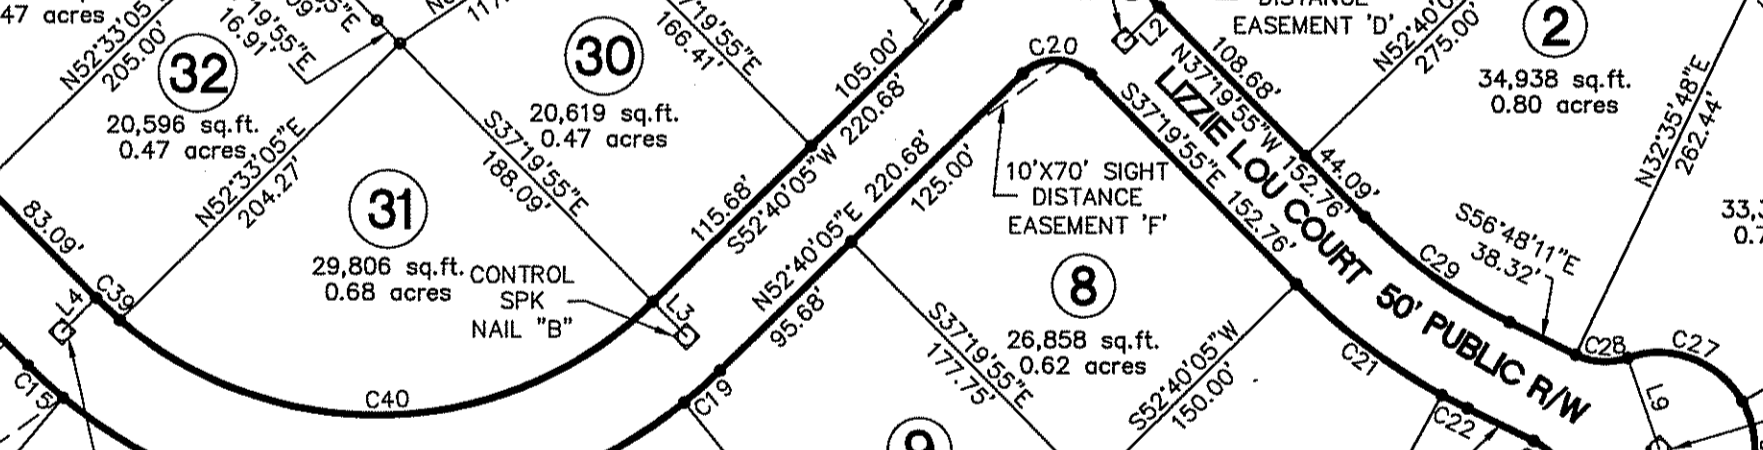 47 acres
N52°33'05"
205.00'
19'55"E
16.91'
32
20,596 sq.ft.
0.47 acres
N52°33'05"E
204.27'
83.09'
31
29,806 sq.ft.
0.68 acres
S37°19'55"E
188.09'
30
20,619 sq.ft.
0.47 acres
19'55"E
166.41'
105.00'
115.68'
S52°40'05"W 220.68'
N52°40'05"E 220.68'
125.00'
95.68'
CONTROL
SPK
NAIL "B"
L3
L4
C39
C40
C15
C19
C20
10'X70' SIGHT
DISTANCE
EASEMENT 'F'
8
26,858 sq.ft.
0.62 acres
S37°19'55"E
177.75'
S52°40'05"W
150.00'
9
S37°19'55"E 152.76'
LIZZIE LOU COURT 50' PUBLIC R/W
N37°19'55"W 152.76'
108.68'
44.09'
L2
DISTANCE
EASEMENT 'D'
2
34,938 sq.ft.
0.80 acres
275.00'
N32°35'48"E
262.44'
S56°48'11"E
38.32'
C29
C28
C27
C21
C22
L9